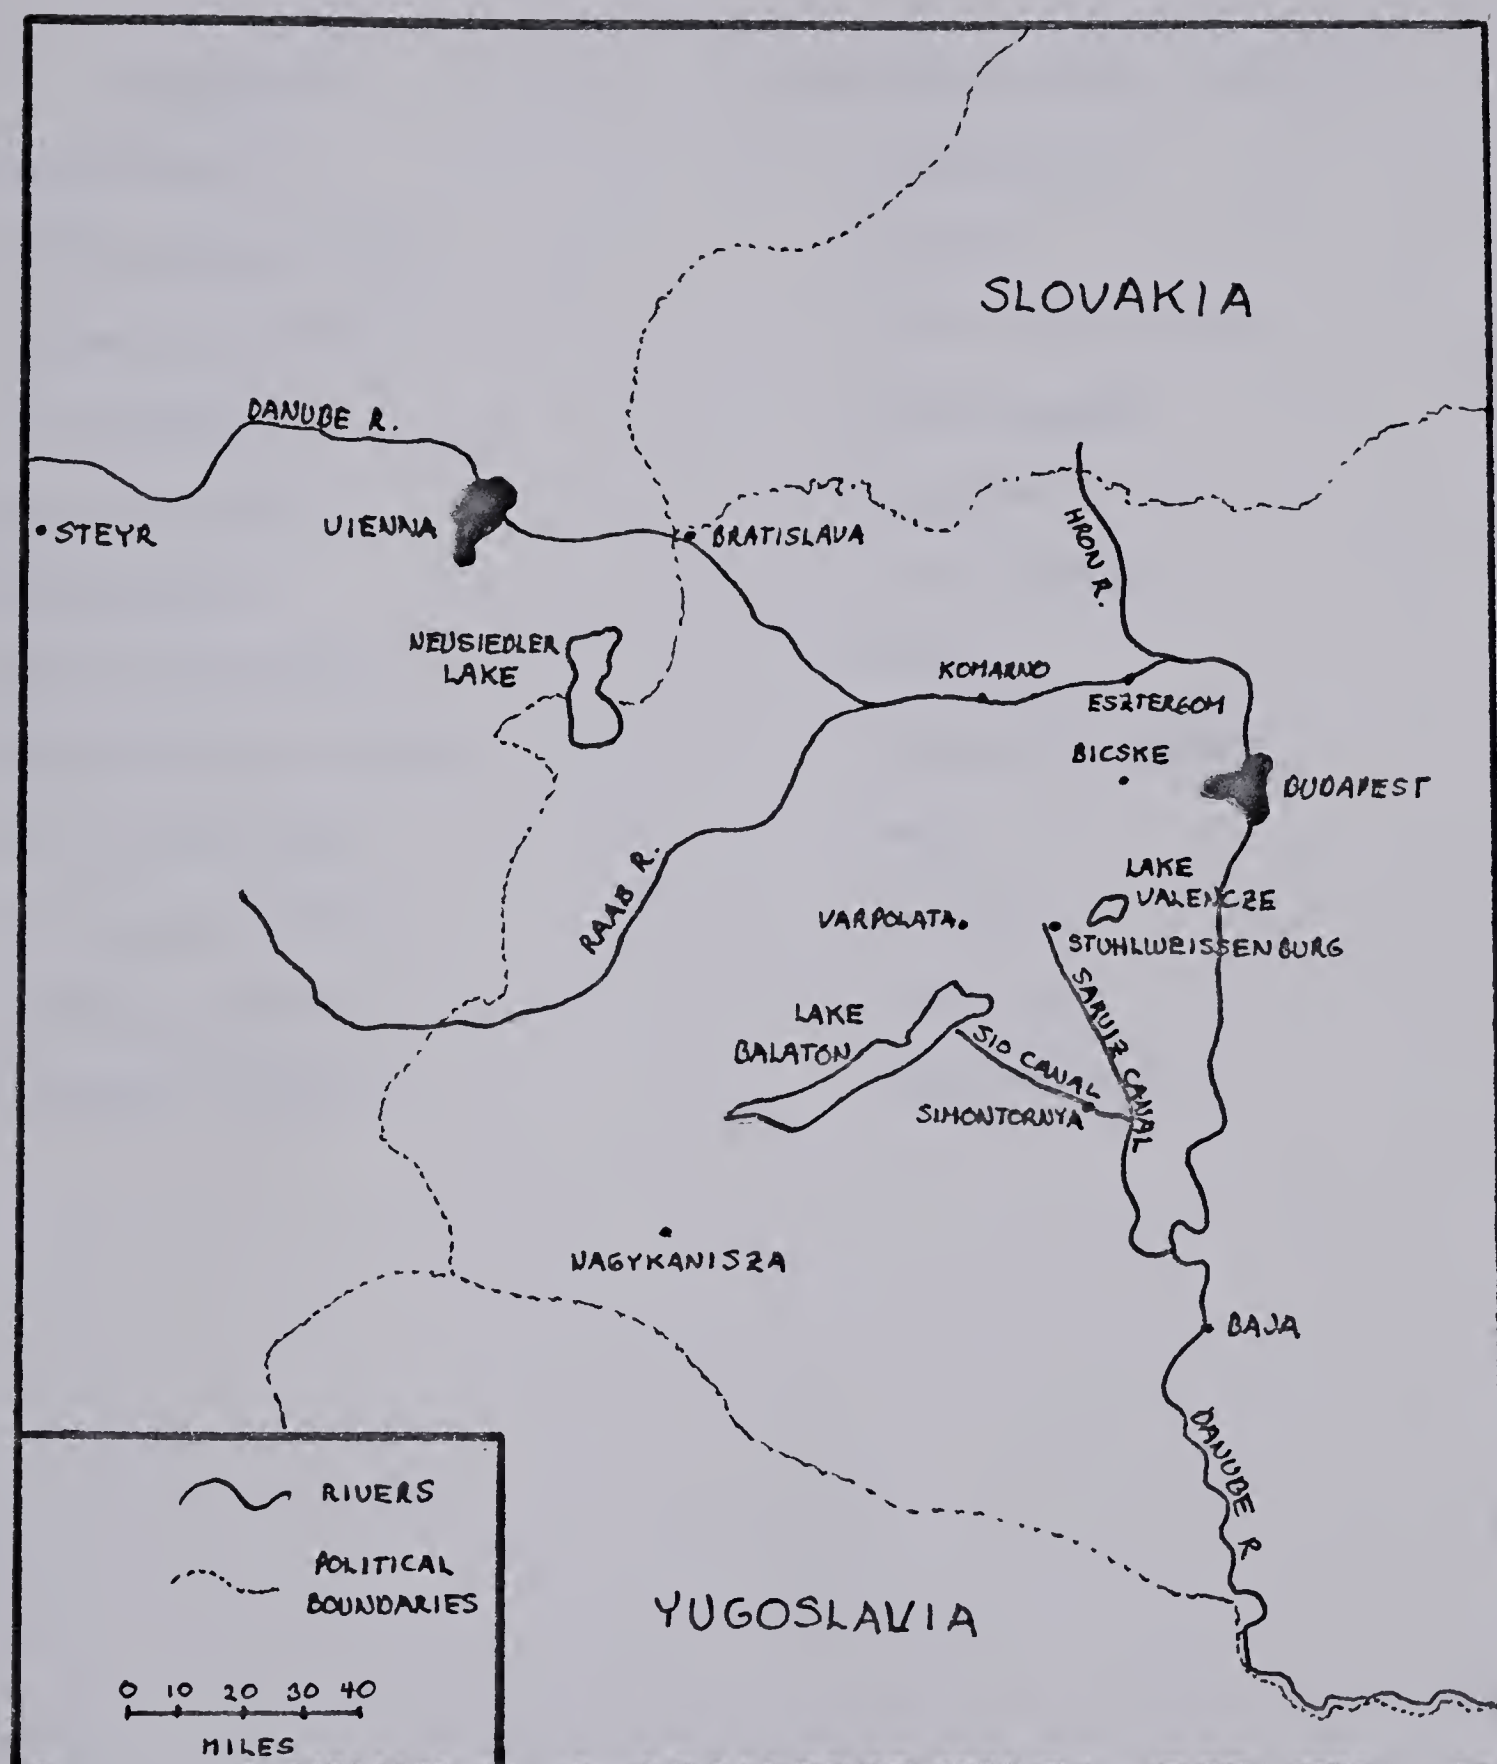 SLOVAKIA
DANUBE R.
STEYR
VIENNA
BRATISLAVA
HRON R.
NEUSIEDLER
LAKE
KOMARNO
ESZTERGOM
BICSKE
BUDAPEST
RAAB R.
LAKE
VALENCZE
VARPOLATA
STUHLWEISSENBURG
SARVIZ CANAL
LAKE
BALATON
SIO CANAL
SIMONTORNYA
NAGYKANISZA
BAJA
DANUBE R
RIVERS
POLITICAL
BOUNDARIES
YUGOSLAVIA
0 10 20 30 40
MILES